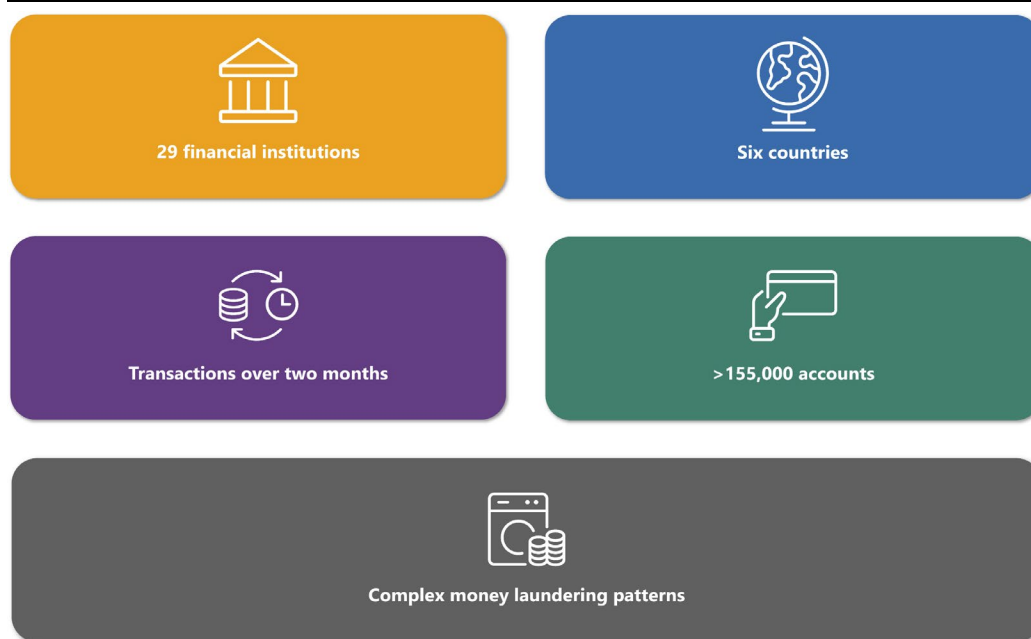 29 financial institutions
Six countries
Transactions over two months
>155,000 accounts
Complex money laundering patterns